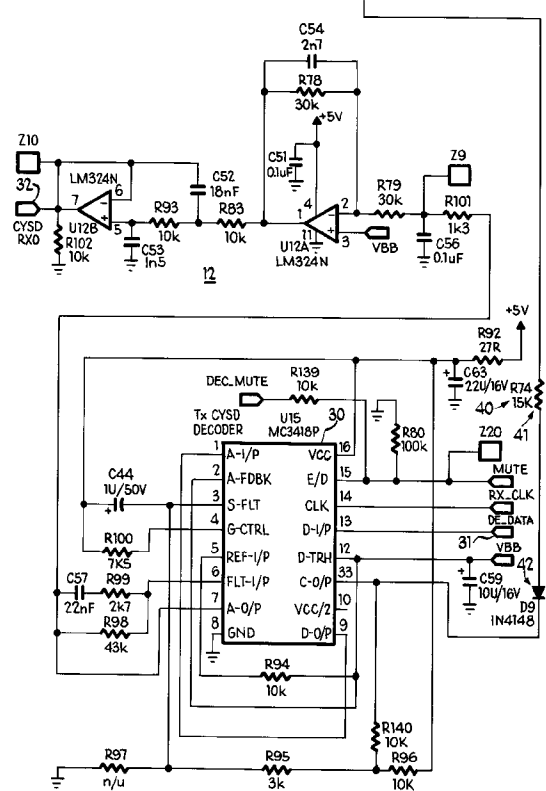 C54
2n7
R78
30k
+5V
Z10
32
LM324N
C52
18nF
C51
0.1uF
Z9
CYSD
RX0
7
6
5
U12B
R93
10k
R83
10k
1
4
2
11
3
R79
30k
R101
1k3
R102
10k
C53
1n5
U12A
LM324N
VBB
C56
0.1uF
12
+5V
R92
27R
R139
10k
C63
22U/16V
R74
15K
40
41
DEC_MUTE
Tx CYSD
DECODER
U15
MC3418P
30
R80
100k
Z20
1
A-I/P
VCC
16
C44
1U/50V
2
A-FDBK
E/D
15
MUTE
3
S-FLT
CLK
14
RX_CLK
4
G-CTRL
D-I/P
13
DE_DATA
R100
7K5
5
REF-I/P
D-TRH
12
31
VBB
C57
22nF
R99
2k7
6
FLT-I/P
C-O/P
33
C59
10U/16V
42
7
A-O/P
VCC/2
10
D9
1N4148
R98
43k
8
GND
D-O/P
9
R94
10k
R140
10K
R97
n/u
R95
3k
R96
10K